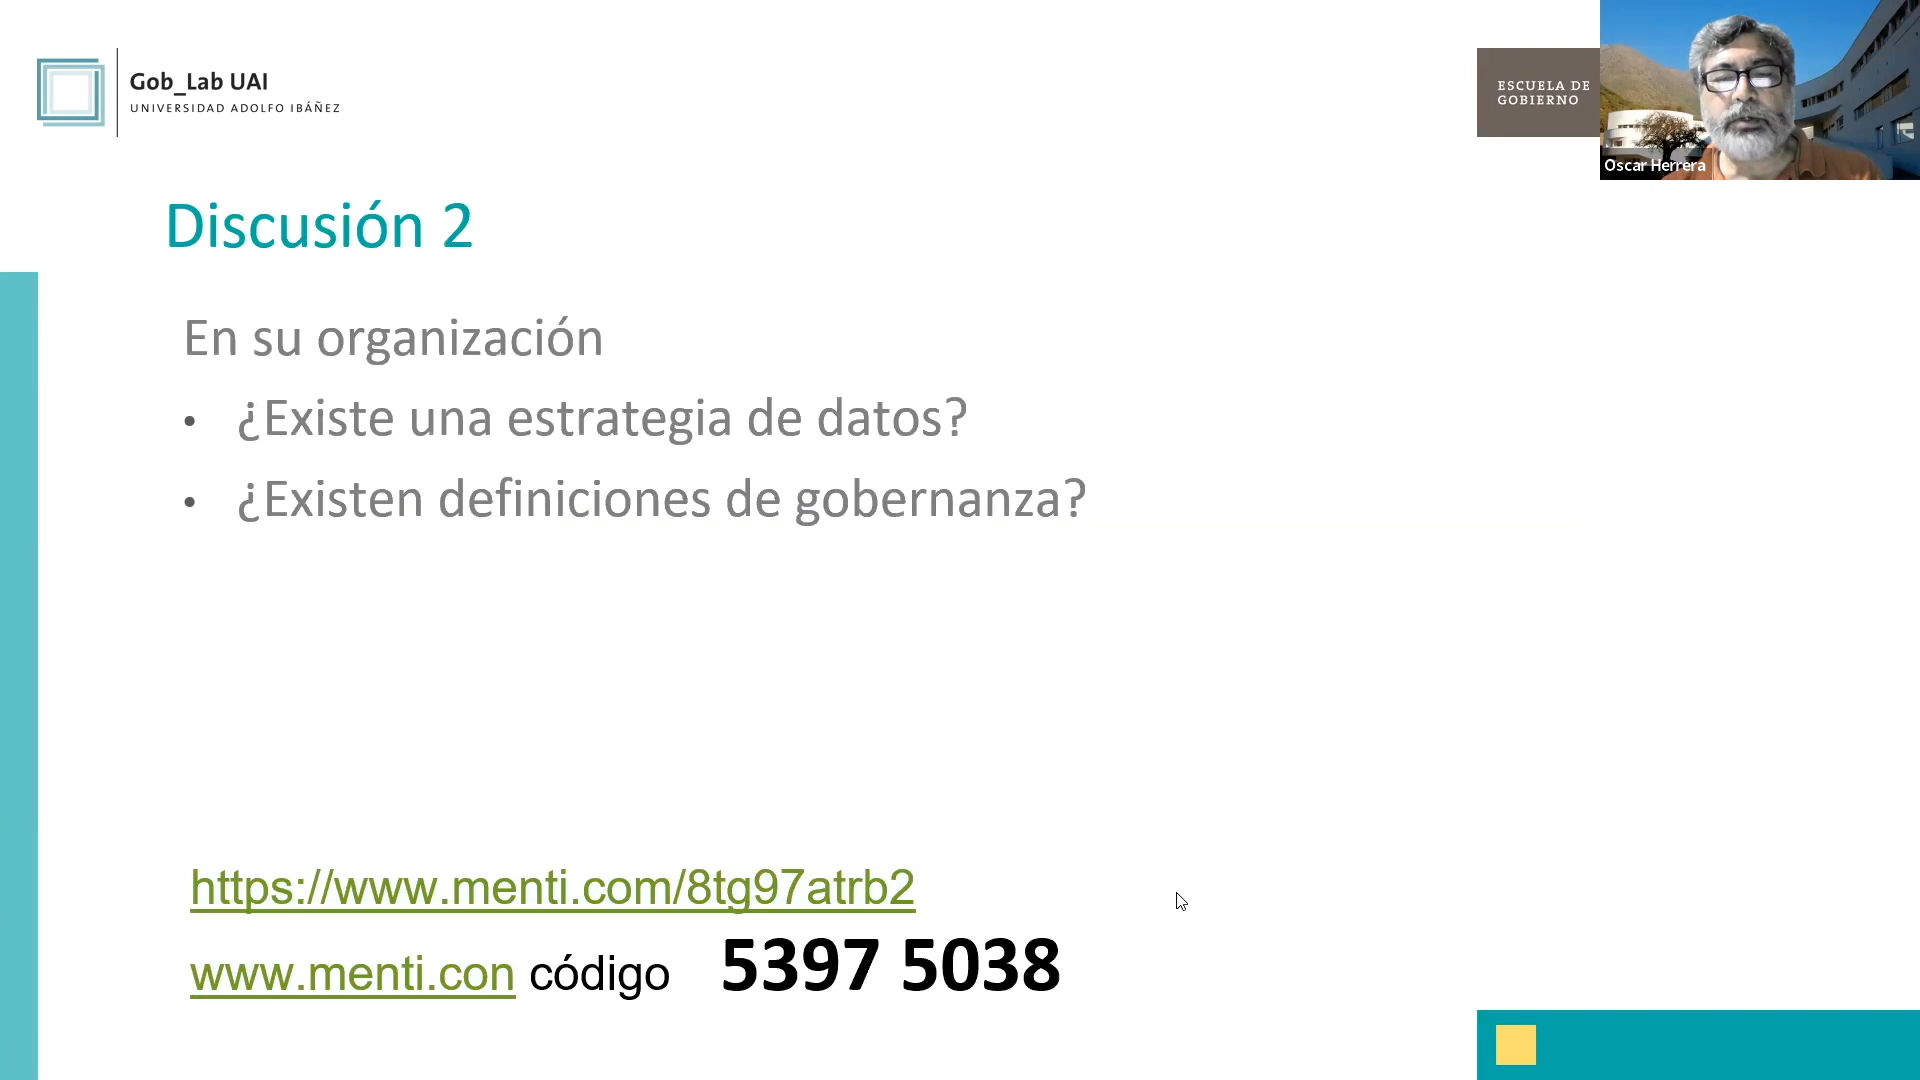 Gob_Lab UAI
UNIVERSIDAD ADOLFO IBÁÑEZ
ESCUELA DE
GOBIERNO
Oscar Herrera
Discusión 2
En su organización
• ¿Existe una estrategia de datos?
• ¿Existen definiciones de gobernanza?
https://www.menti.com/8tg97atrb2
www.menti.con código 5397 5038